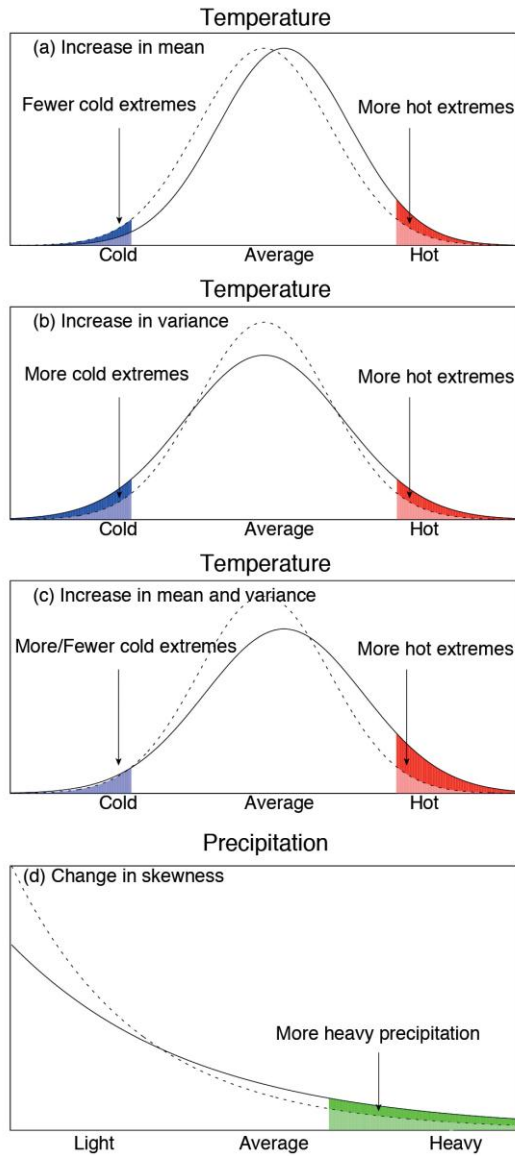 Temperature
(a) Increase in mean
Fewer cold extremes More hot extremes
Cold Average Hot
Temperature
(b) Increase in variance
More cold extremes More hot extremes
Cold Average Hot
Temperature
(c) Increase in mean and variance
More/Fewer cold extremes More hot extremes
Cold Average Hot
Precipitation
(d) Change in skewness
More heavy precipitation
Light Average Heavy